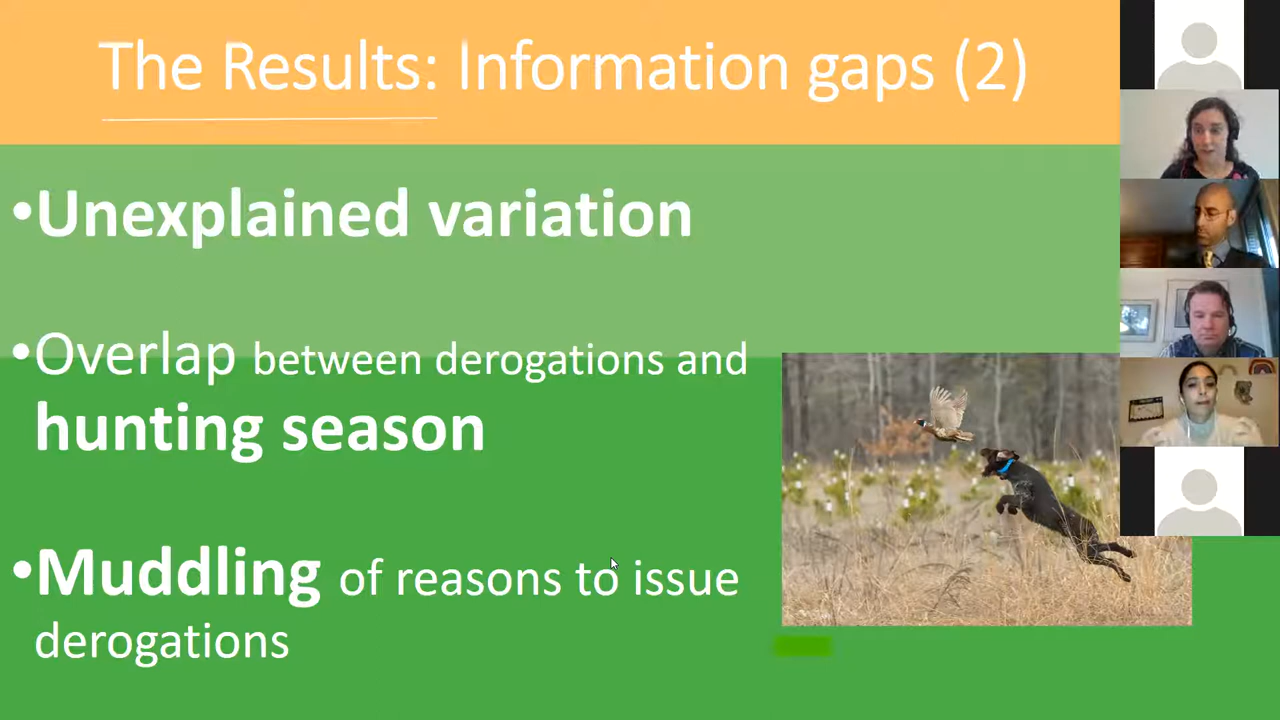 The Results: Information gaps (2)
•Unexplained variation
•Overlap between derogations and
hunting season
•Muddling of reasons to issue
derogations